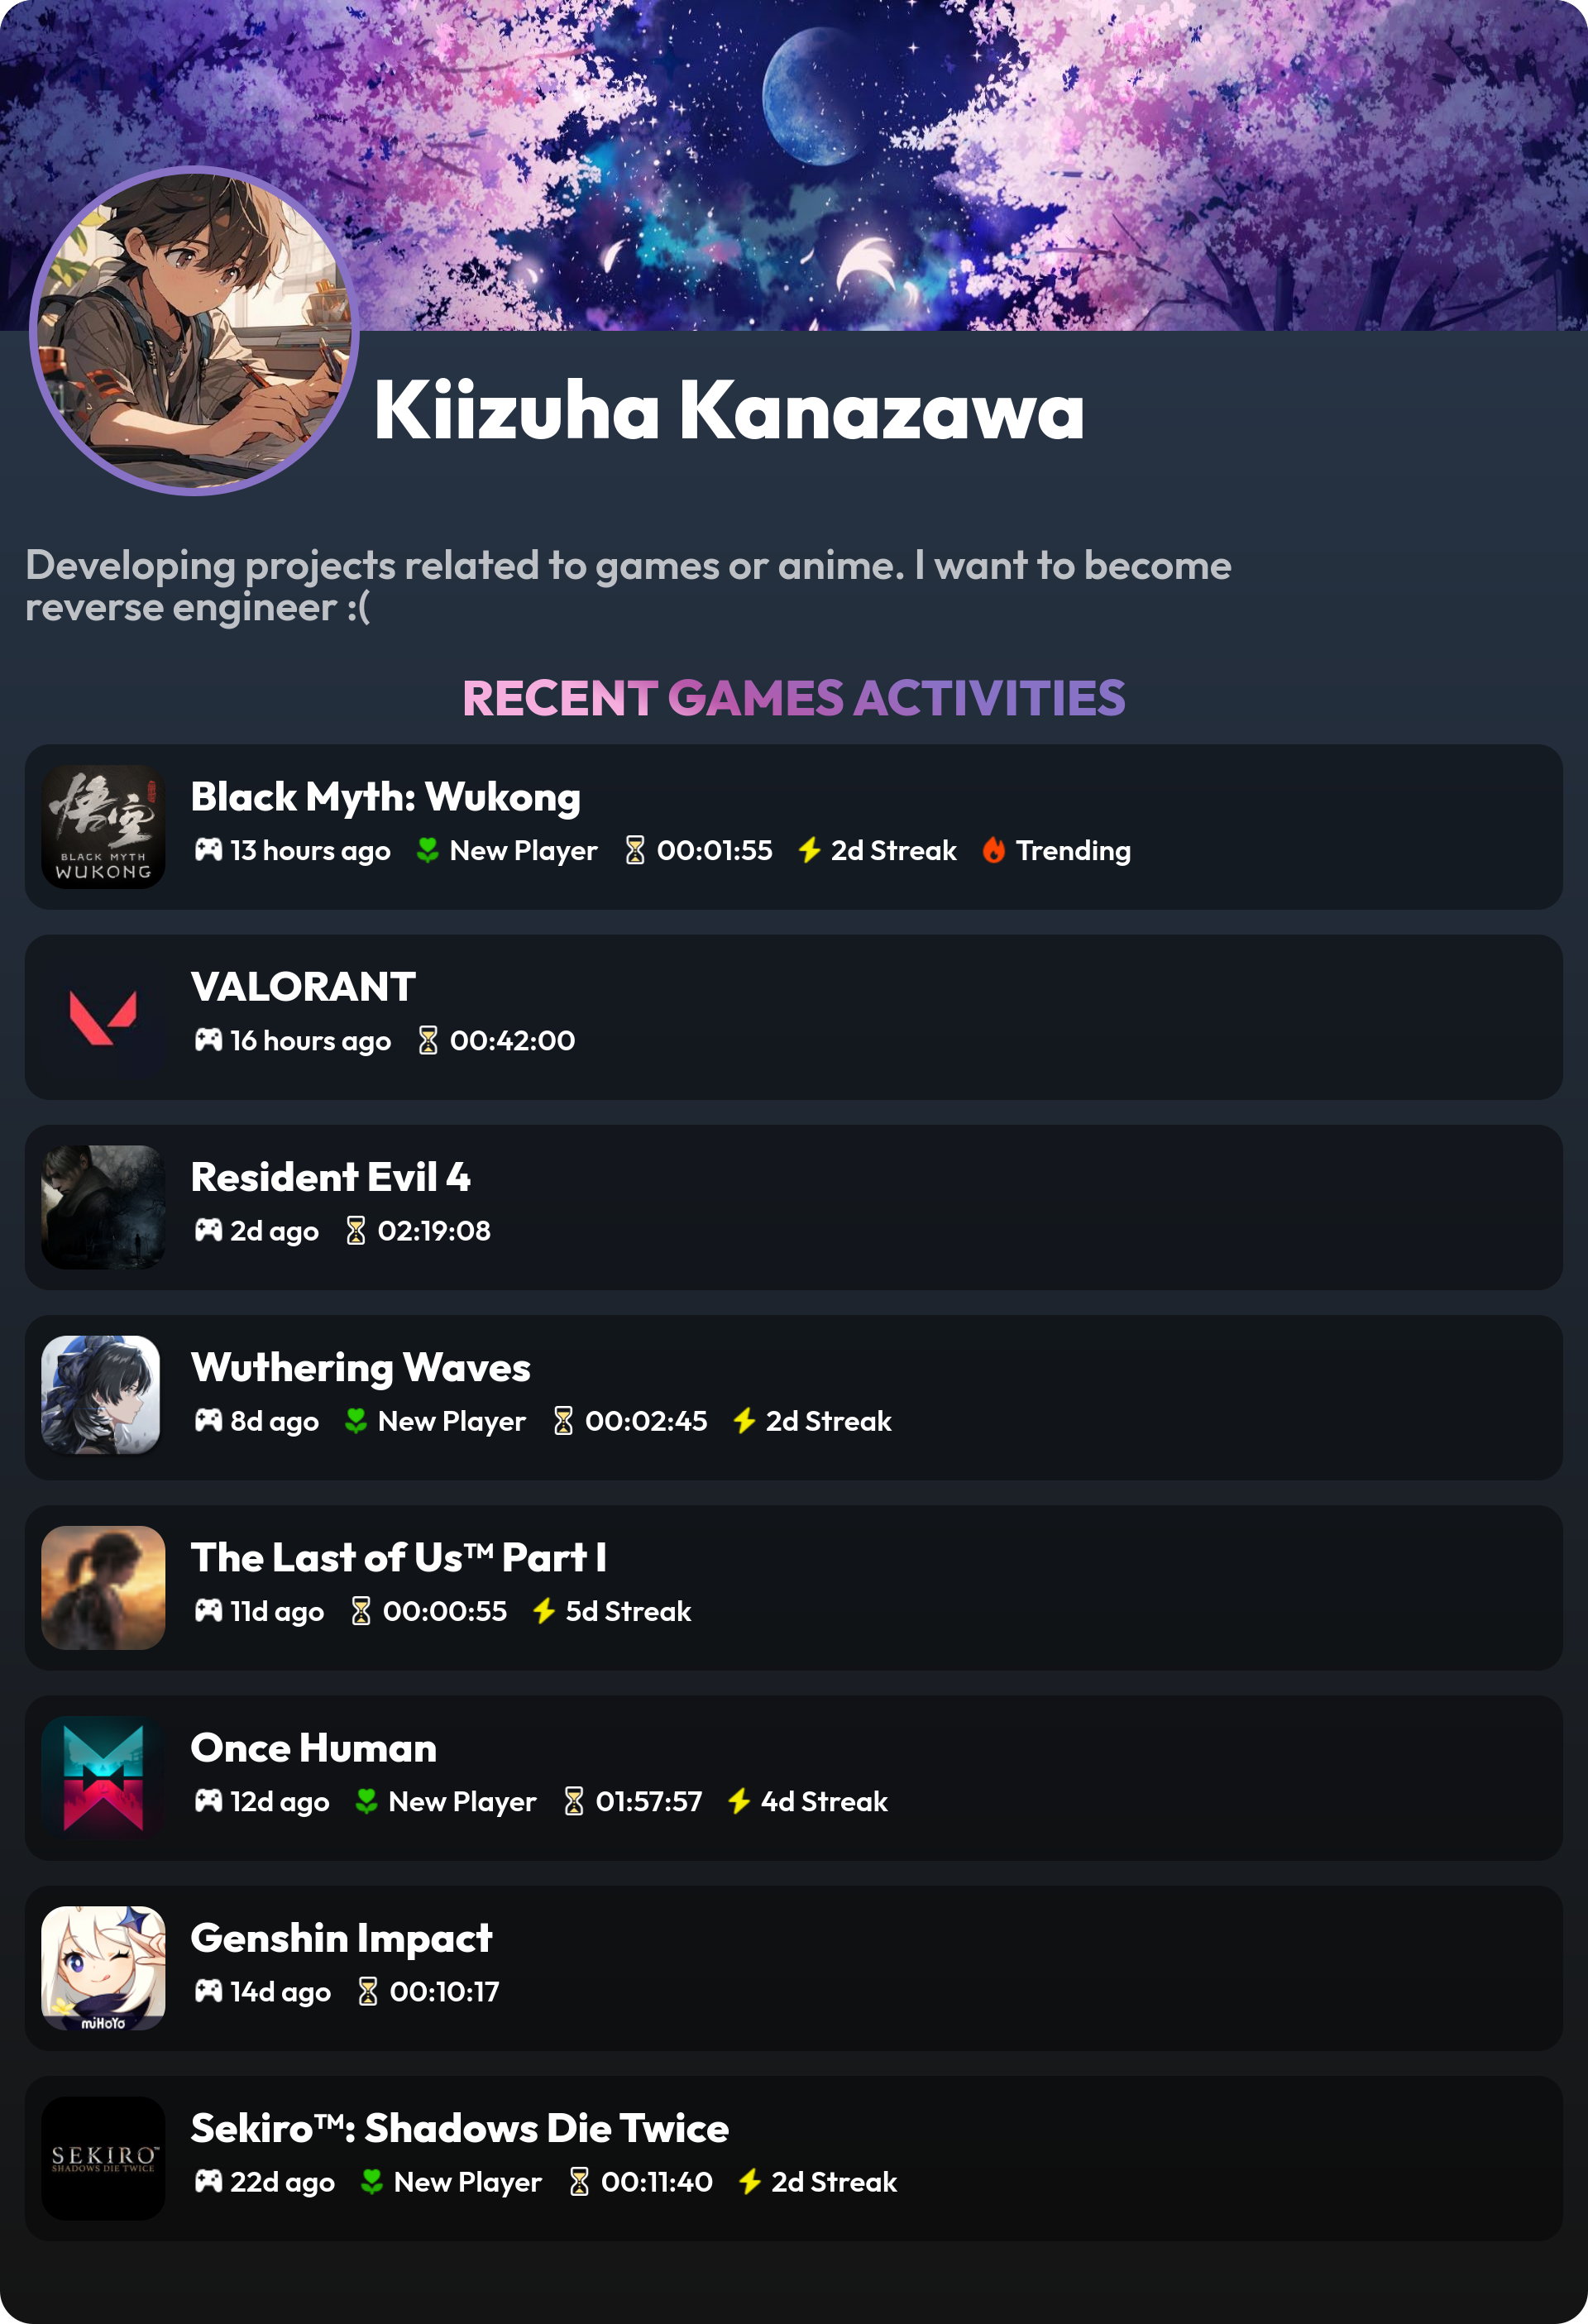 Kiizuha Kanazawa
Developing projects related to games or anime. I want to become
reverse engineer :(
RECENT GAMES ACTIVITIES
悟空
BLACK MYTH
WUKONG
Black Myth: Wukong
13 hours ago New Player 00:01:55 2d Streak Trending
VALORANT
16 hours ago 00:42:00
Resident Evil 4
2d ago 02:19:08
Wuthering Waves
8d ago New Player 00:02:45 2d Streak
The Last of Us™ Part I
11d ago 00:00:55 5d Streak
Once Human
12d ago New Player 01:57:57 4d Streak
miHoYo
Genshin Impact
14d ago 00:10:17
SEKIRO™
SHADOWS DIE TWICE
Sekiro™: Shadows Die Twice
22d ago New Player 00:11:40 2d Streak